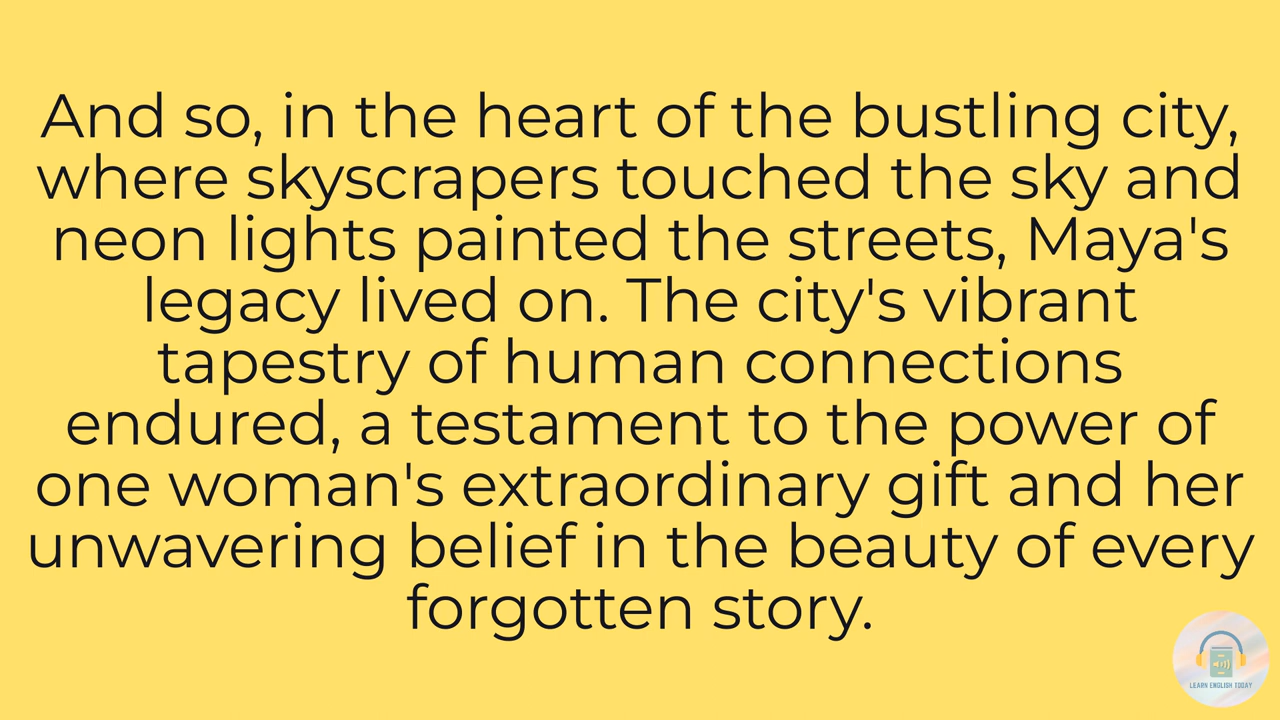 And so, in the heart of the bustling city,
where skyscrapers touched the sky and
neon lights painted the streets, Maya's
legacy lived on. The city's vibrant
tapestry of human connections
endured, a testament to the power of
one woman's extraordinary gift and her
unwavering belief in the beauty of every
forgotten story.
LEARN ENGLISH TODAY